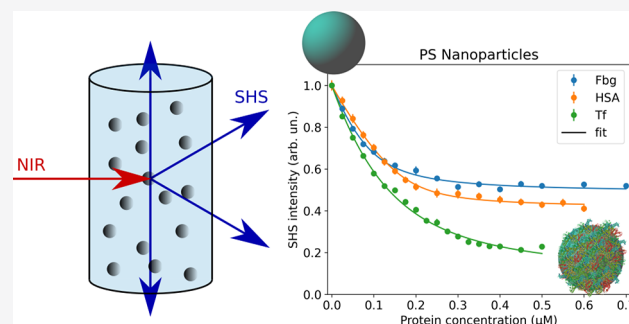 NIR
SHS
PS Nanoparticles
Fbg
HSA
Tf
fit
SHS intensity (arb. un.)
1.0
0.8
0.6
0.4
0.2
0.0
0.0 0.1 0.2 0.3 0.4 0.5 0.6
Protein concentration (µM)